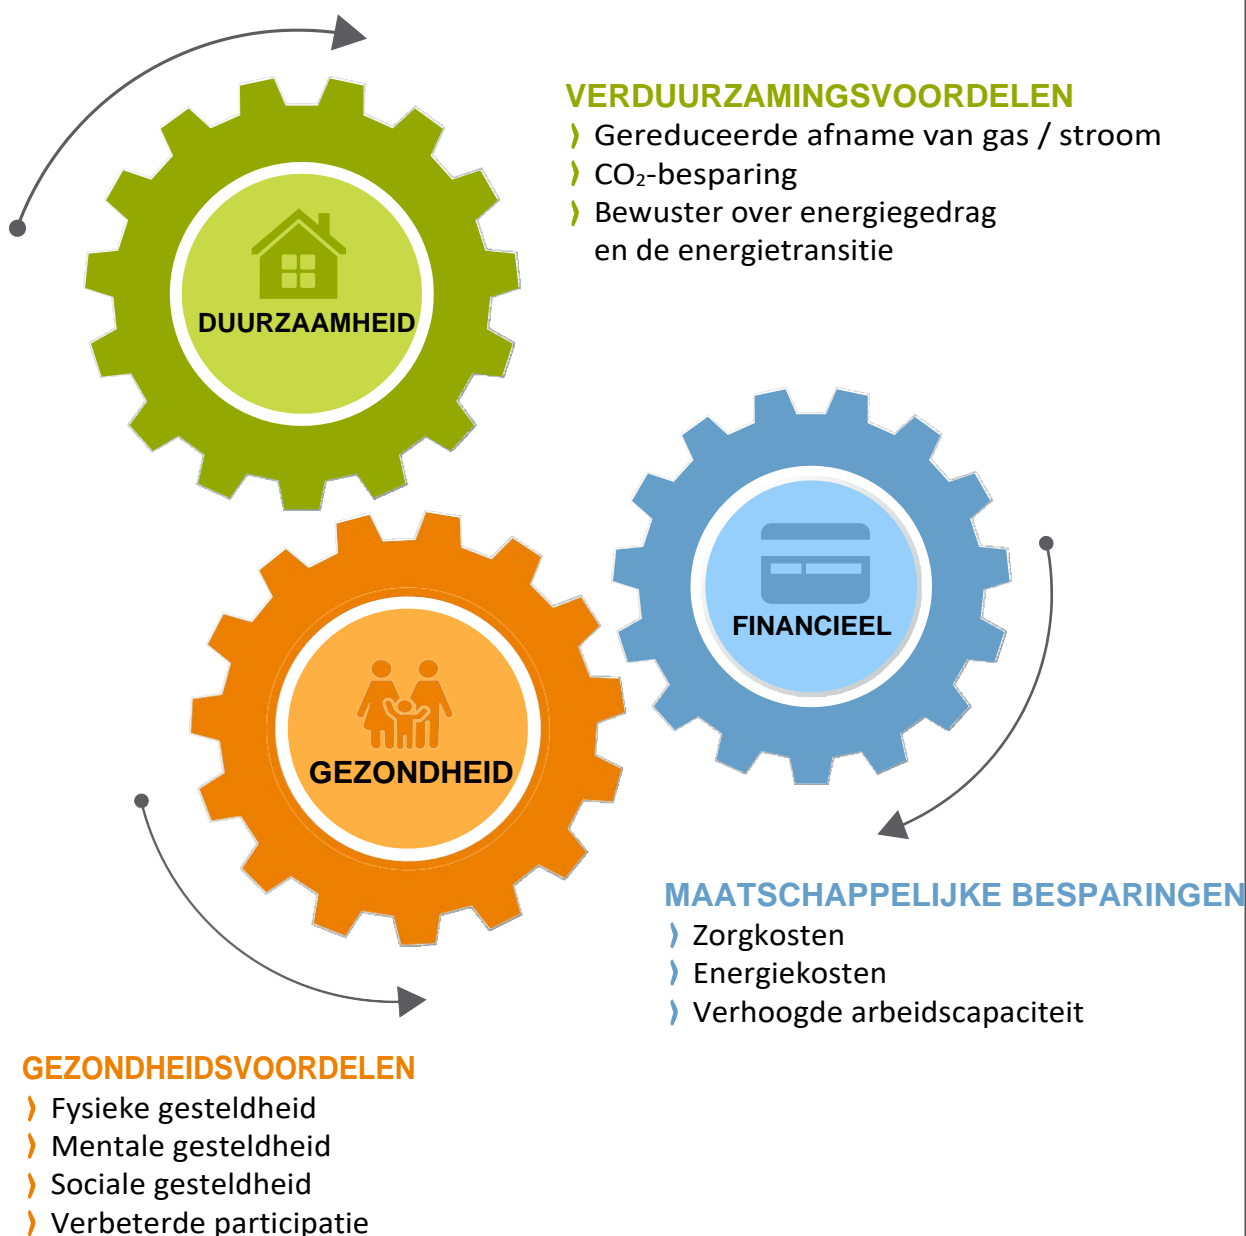 VERDUURZAMINGSVOORDELEN
Gereduceerde afname van gas / stroom
CO₂-besparing
Bewuster over energiegedrag
en de energietransitie
DUURZAAMHEID
FINANCIEEL
GEZONDHEID
MAATSCHAPPELIJKE BESPARINGEN
Zorgkosten
Energiekosten
Verhoogde arbeidscapaciteit
GEZONDHEIDSVOORDELEN
Fysieke gesteldheid
Mentale gesteldheid
Sociale gesteldheid
Verbeterde participatie